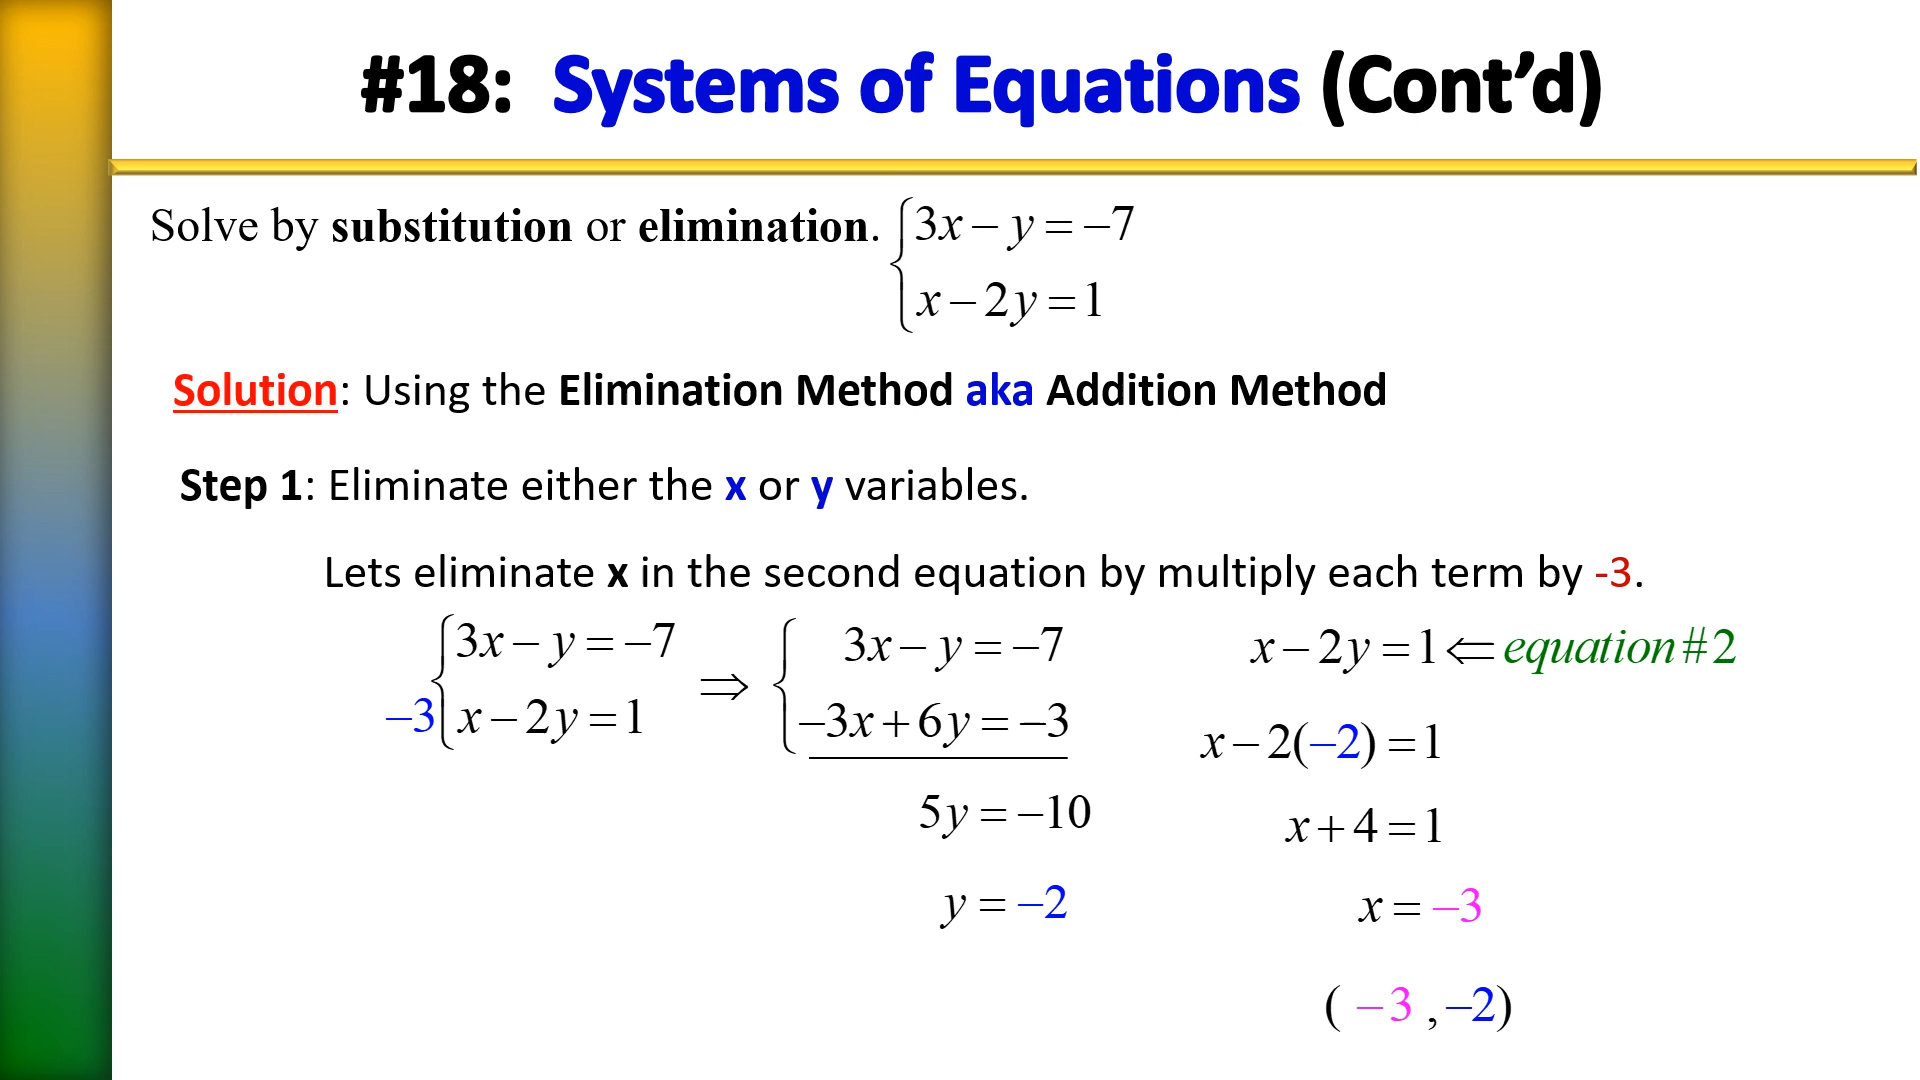 #18: Systems of Equations (Cont’d)
Solve by substitution or elimination. {3x − y = −7
x − 2y = 1
Solution: Using the Elimination Method aka Addition Method
Step 1: Eliminate either the x or y variables.
Lets eliminate x in the second equation by multiply each term by -3.
{3x − y = −7
−3 x − 2y = 1
⇒
{3x − y = −7
−3x + 6y = −3
5y = −10
y = −2
x − 2y = 1 ⇐ equation #2
x − 2(−2) = 1
x + 4 = 1
x = −3
( −3 , −2)